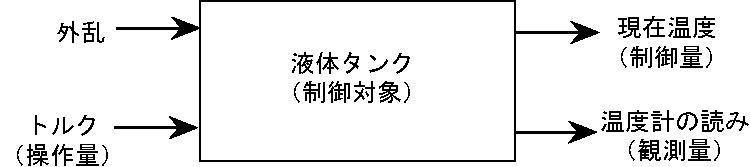 外乱
トルク
（操作量）
液体タンク
（制御対象）
現在温度
（制御量）
温度計の読み
（観測量）